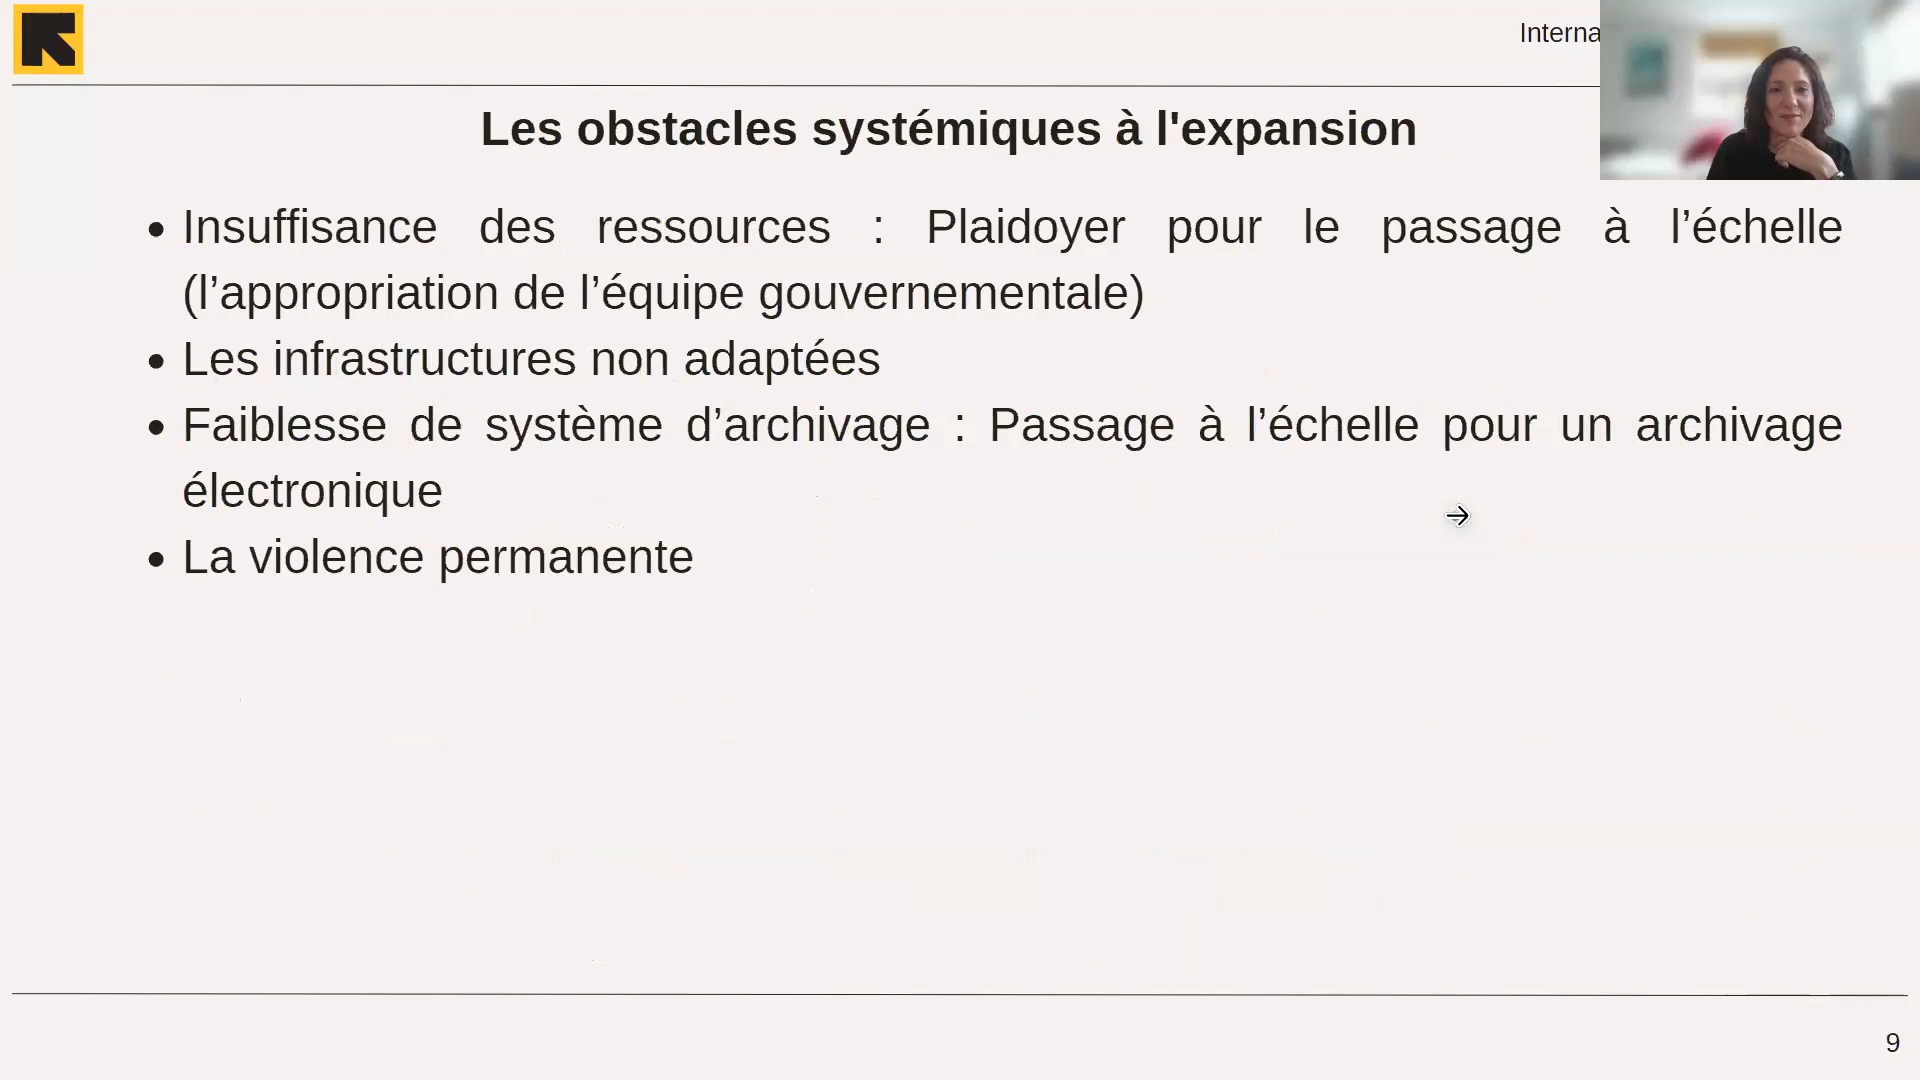 Interna
Les obstacles systémiques à l'expansion
• Insuffisance des ressources : Plaidoyer pour le passage à l’échelle
(l’appropriation de l’équipe gouvernementale)
• Les infrastructures non adaptées
• Faiblesse de système d’archivage : Passage à l’échelle pour un archivage
électronique
• La violence permanente
9